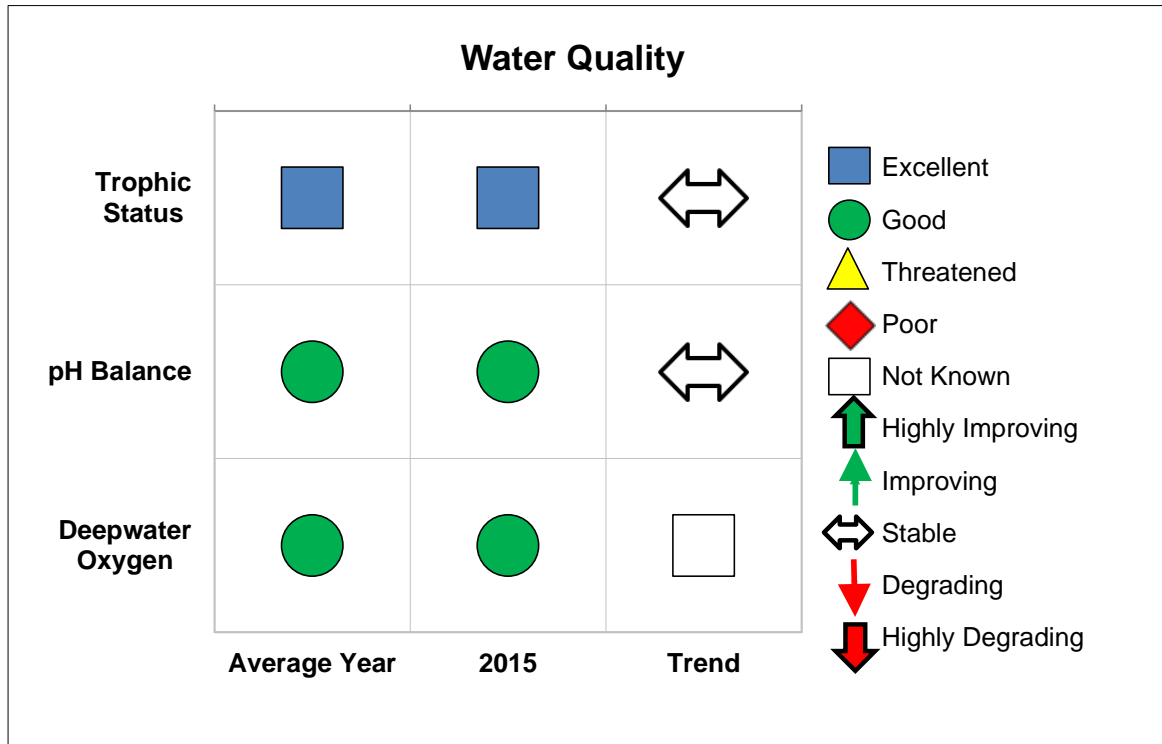 Water Quality
Trophic
Status
pH Balance
Deepwater
Oxygen
Average Year
2015
Trend
Excellent
Good
Threatened
Poor
Not Known
Highly Improving
Improving
Stable
Degrading
Highly Degrading